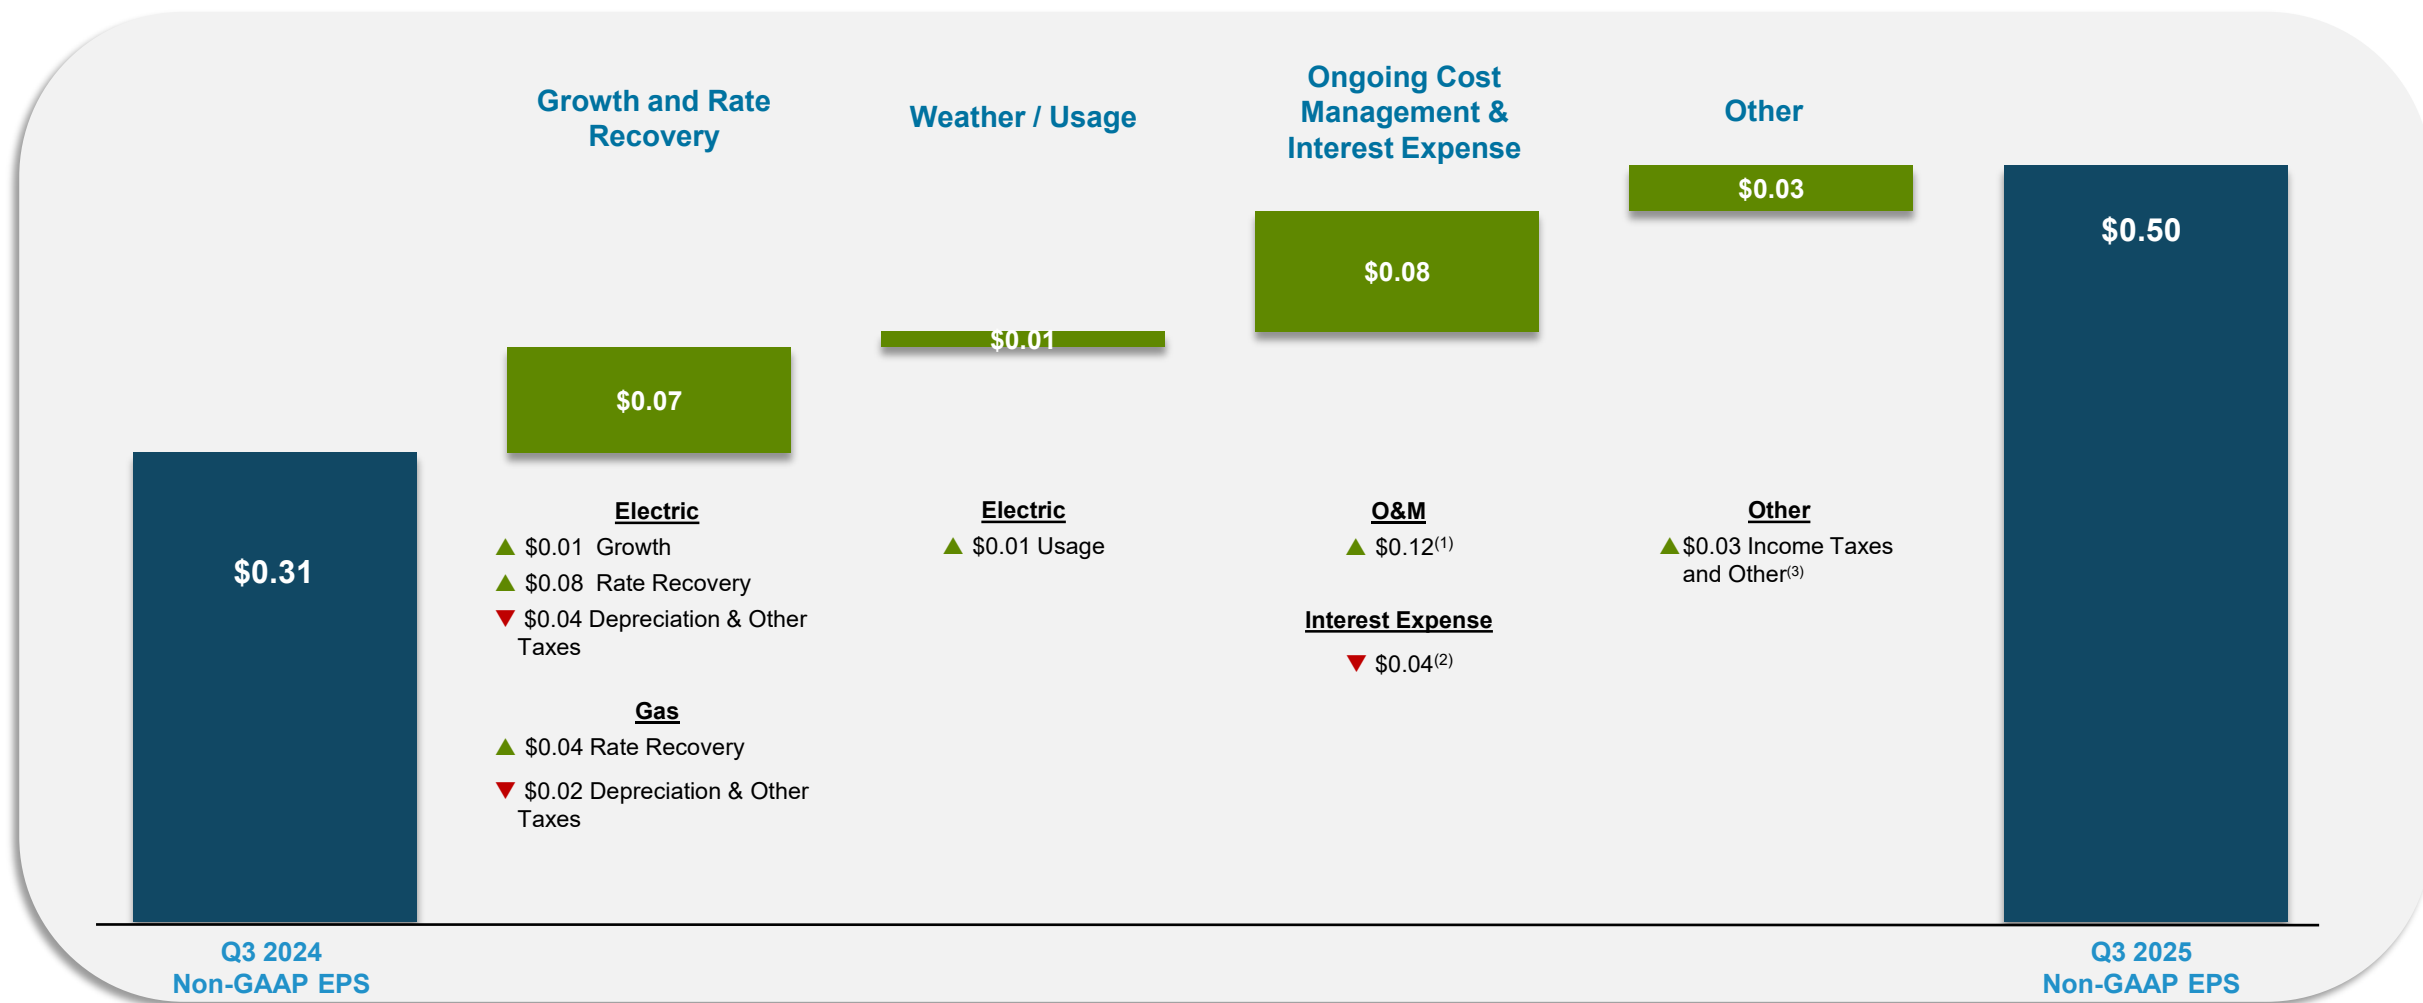 Growth and Rate
Recovery
Weather / Usage
Ongoing Cost
Management &
Interest Expense
Other
$0.31
$0.07
$0.01
$0.08
$0.03
$0.50
Electric
▲ $0.01 Growth
▲ $0.08 Rate Recovery
▼ $0.04 Depreciation & Other
Taxes
Gas
▲ $0.04 Rate Recovery
▼ $0.02 Depreciation & Other
Taxes
Electric
▲ $0.01 Usage
O&M
▲ $0.12(1)
Interest Expense
▼ $0.04(2)
Other
▲ $0.03 Income Taxes
and Other(3)
Q3 2024
Non-GAAP EPS
Q3 2025
Non-GAAP EPS